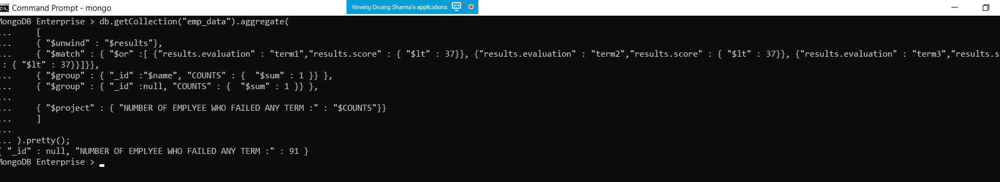 Command Prompt - mongo
Viewing Divang Sharma's applications
MongoDB Enterprise > db.getCollection("emp_data").aggregate(
... [
... { "$unwind" : "$results"},
... { "$match" : { "$or" :[ {"results.evaluation" : "term1","results.score" : { "$lt" : 37}}, {"results.evaluation" : "term2","results.score" : { "$lt" : 37}}, {"results.evaluation" : "term3","results.s
: { "$lt" : 37}}]}},
... { "$group" : { "_id" :"$name", "COUNTS" : { "$sum" : 1 }} },
... { "$group" : { "_id" :null, "COUNTS" : { "$sum" : 1 }} },
...
... { "$project" : { "NUMBER OF EMPLYEE WHO FAILED ANY TERM :" : "$COUNTS"}}
... ]
...
... ).pretty();
{ "_id" : null, "NUMBER OF EMPLYEE WHO FAILED ANY TERM :" : 91 }
MongoDB Enterprise >